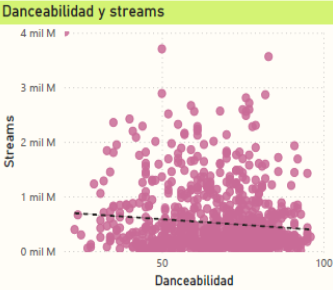 Danceabilidad y streams
4 mil M
3 mil M
2 mil M
1 mil M
0 mil M
Streams
50
100
Danceabilidad